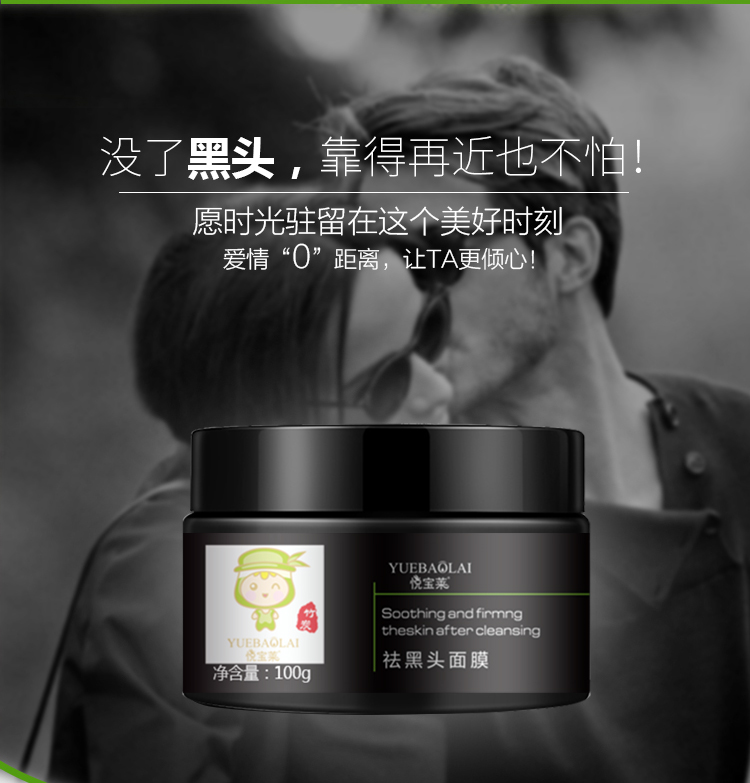 没了黑头，靠得再近也不怕！
愿时光驻留在这个美好时刻
爱情“0”距离，让TA更倾心！
YUEBAOLAI
悦宝莱
竹炭
YUEBAOLAI
悦宝莱
净含量：100g
Soothing and firmng
theskin after cleansing
祛黑头面膜